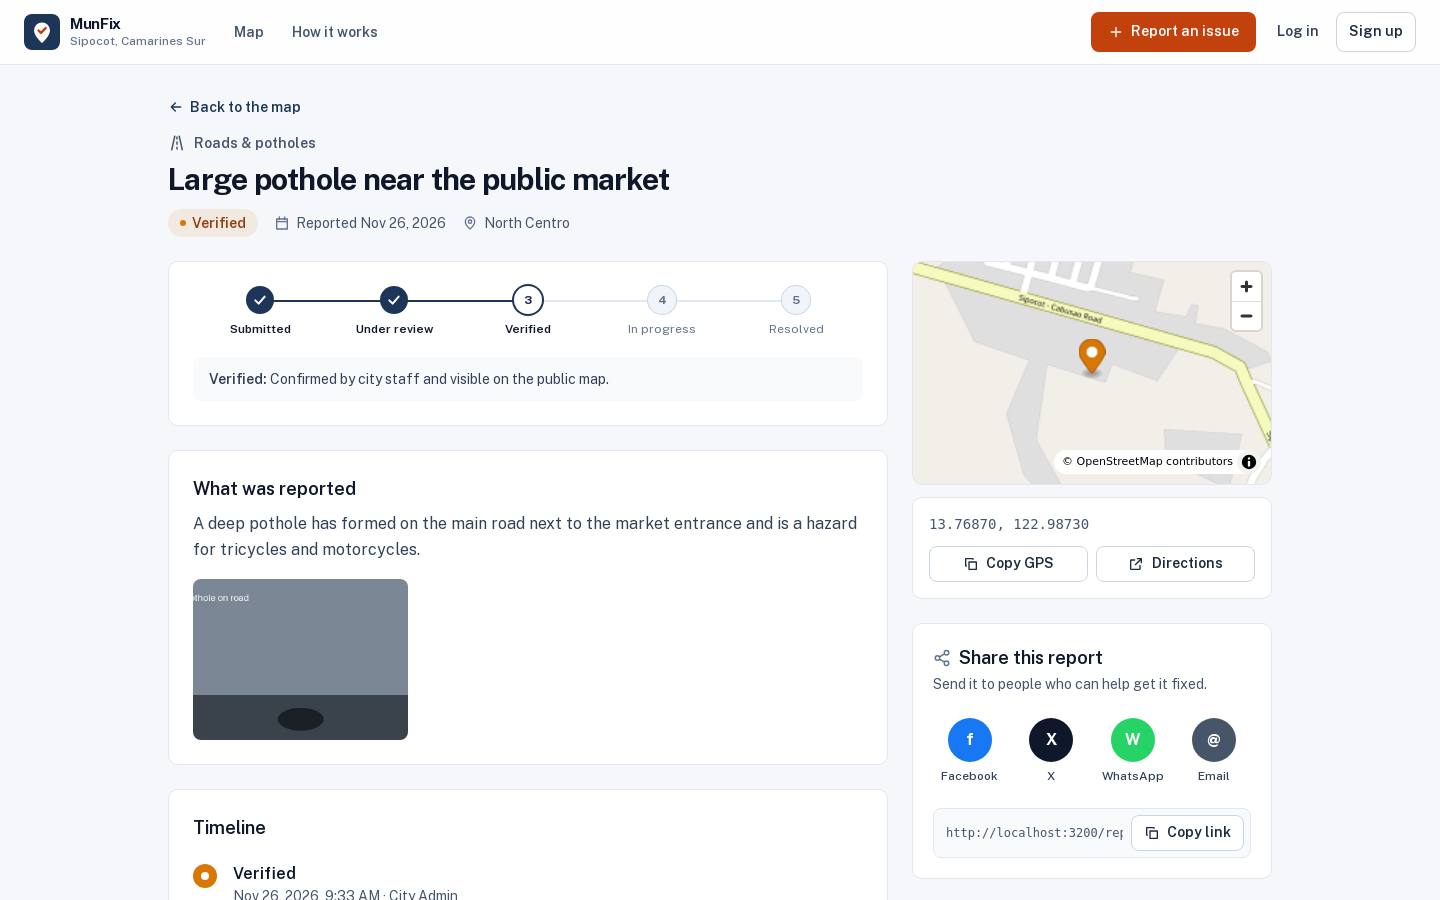 MunFix
Sipocot, Camarines Sur
Map
How it works
Report an issue
Log in
Sign up
Back to the map
Roads & potholes
Large pothole near the public market
Verified
Reported Nov 26, 2026
North Centro
3
4
5
Submitted
Under review
Verified
In progress
Resolved
Verified: Confirmed by city staff and visible on the public map.
What was reported
A deep pothole has formed on the main road next to the market entrance and is a hazard
for tricycles and motorcycles.
othole on road
Timeline
Verified
Nov 26, 2026, 9:33 AM · City Admin
Sipocot - Cabusao Road
© OpenStreetMap contributors
13.76870, 122.98730
Copy GPS
Directions
Share this report
Send it to people who can help get it fixed.
f
X
W
@
Facebook
X
WhatsApp
Email
http://localhost:3200/rep
Copy link